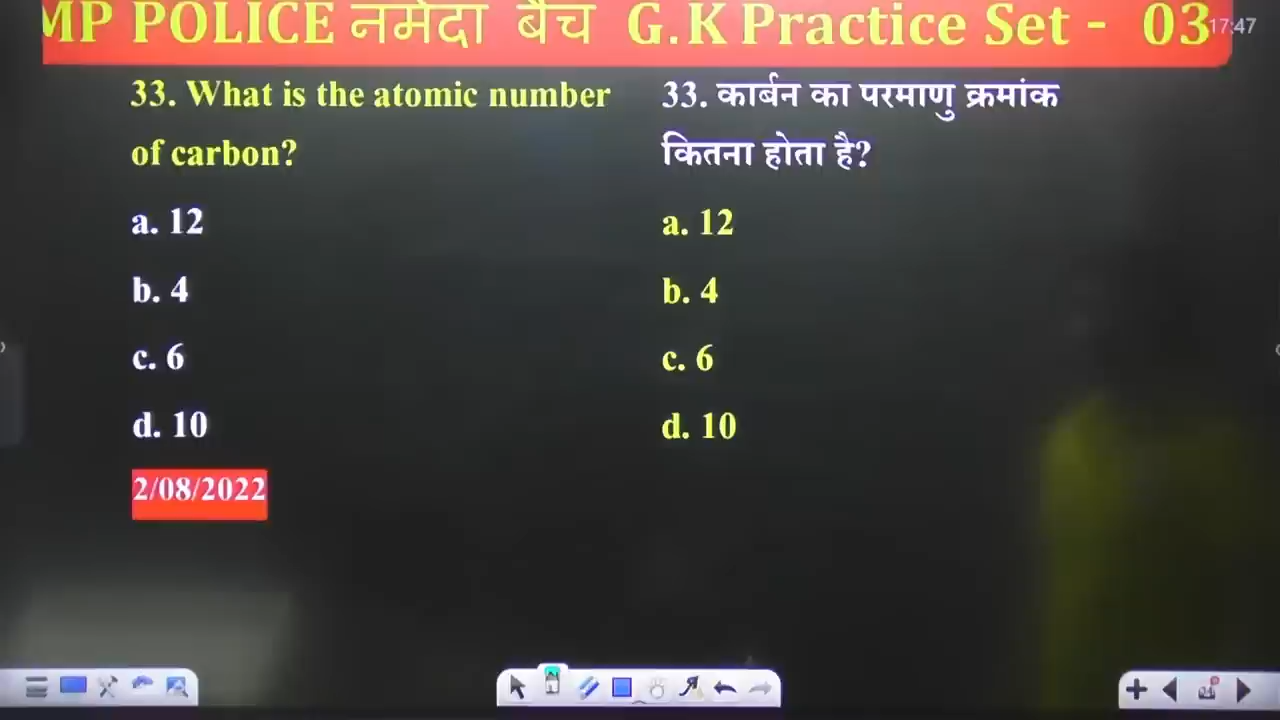 MP POLICE नर्मदा बैच G.K Practice Set - 03
17:47
33. What is the atomic number
of carbon?
a. 12
b. 4
c. 6
d. 10
2/08/2022
33. कार्बन का परमाणु क्रमांक
कितना होता है?
a. 12
b. 4
c. 6
d. 10